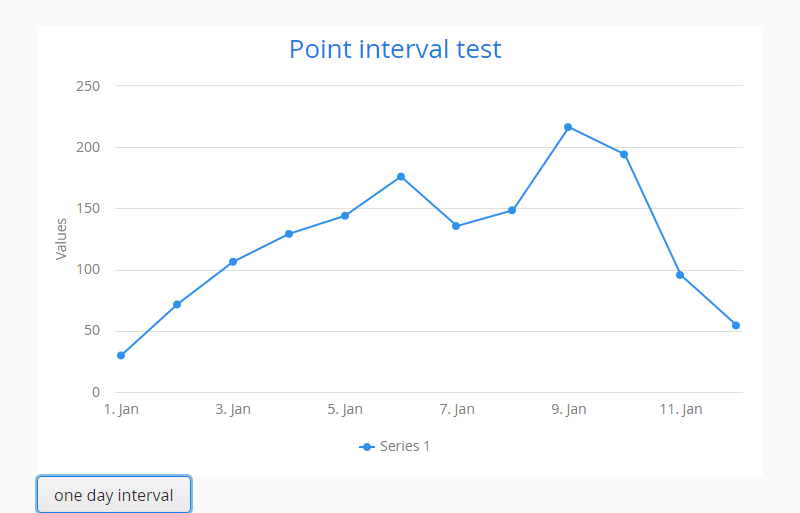 Point interval test
250
200
150
100
50
0
Values
1. Jan 3. Jan 5. Jan 7. Jan 9. Jan 11. Jan
Series 1
one day interval